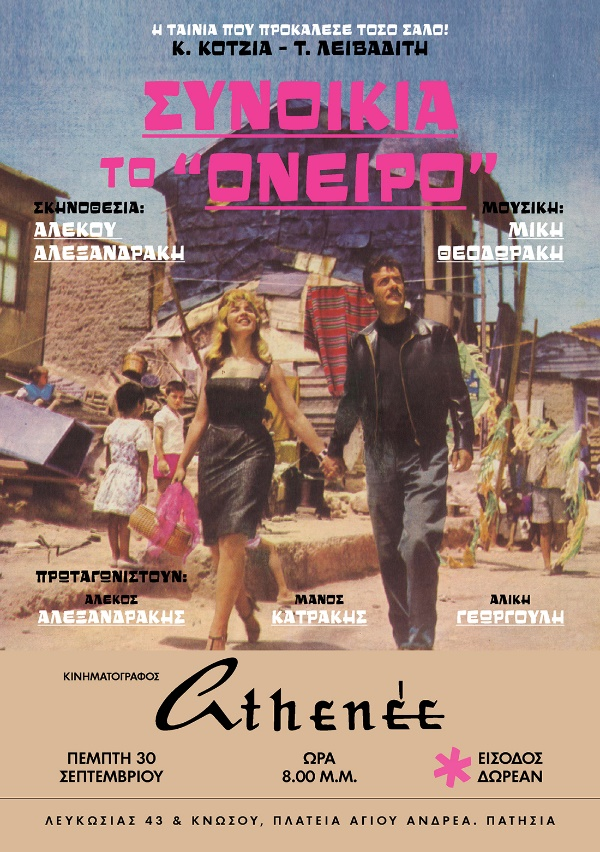 Η ΤΑΙΝΙΑ ΠΟΥ ΠΡΟΚΑΛΕΣΕ ΤΟΣΟ ΣΑΛΟ!
Κ. ΚΟΤΖΙΑ - Τ. ΛΕΙΒΑΔΙΤΗ
ΣΥΝΟΙΚΙΑ
ΤΟ “ΟΝΕΙΡΟ”
ΣΚΗΝΟΘΕΣΙΑ:
ΑΛΕΚΟΥ
ΑΛΕΞΑΝΔΡΑΚΗ
ΜΟΥΣΙΚΗ:
ΜΙΚΗ
ΘΕΟΔΩΡΑΚΗ
ΠΡΩΤΑΓΩΝΙΣΤΟΥΝ:
ΑΛΕΚΟΣ
ΑΛΕΞΑΝΔΡΑΚΗΣ
ΜΑΝΟΣ
ΚΑΤΡΑΚΗΣ
ΑΛΙΚΗ
ΓΕΩΡΓΟΥΛΗ
ΚΙΝΗΜΑΤΟΓΡΑΦΟΣ
Athenée
ΠΕΜΠΤΗ 30
ΣΕΠΤΕΜΒΡΙΟΥ
ΩΡΑ
8.00 Μ.Μ.
ΕΙΣΟΔΟΣ
ΔΩΡΕΑΝ
ΛΕΥΚΩΣΙΑΣ 43 & ΚΝΩΣΟΥ, ΠΛΑΤΕΙΑ ΑΓΙΟΥ ΑΝΔΡΕΑ. ΠΑΤΗΣΙΑ